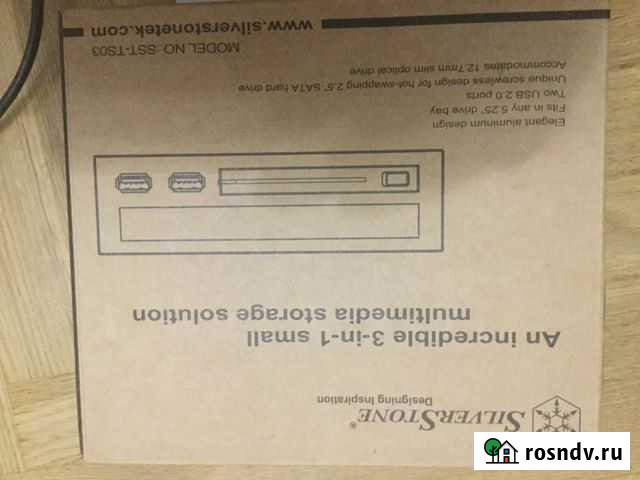 SILVERSTONE®
Designing Inspiration
An incredible 3-in-1 small
multimedia storage solution
Elegant aluminum design
Fits in any 5.25" drive bay
Two USB 2.0 ports
Unique screwless design for hot-swapping 2.5" SATA hard drive
Accommodates 12.7mm slim optical drive
MODEL NO. SST-TS03
www.silverstonetek.com
rosndv.ru